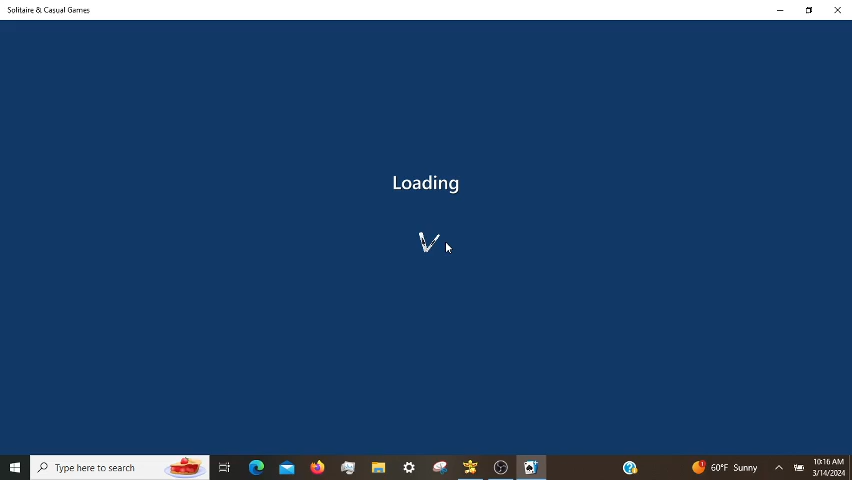 Solitaire & Casual Games
Loading
Type here to search
60°F Sunny
10:16 AM
3/14/2024